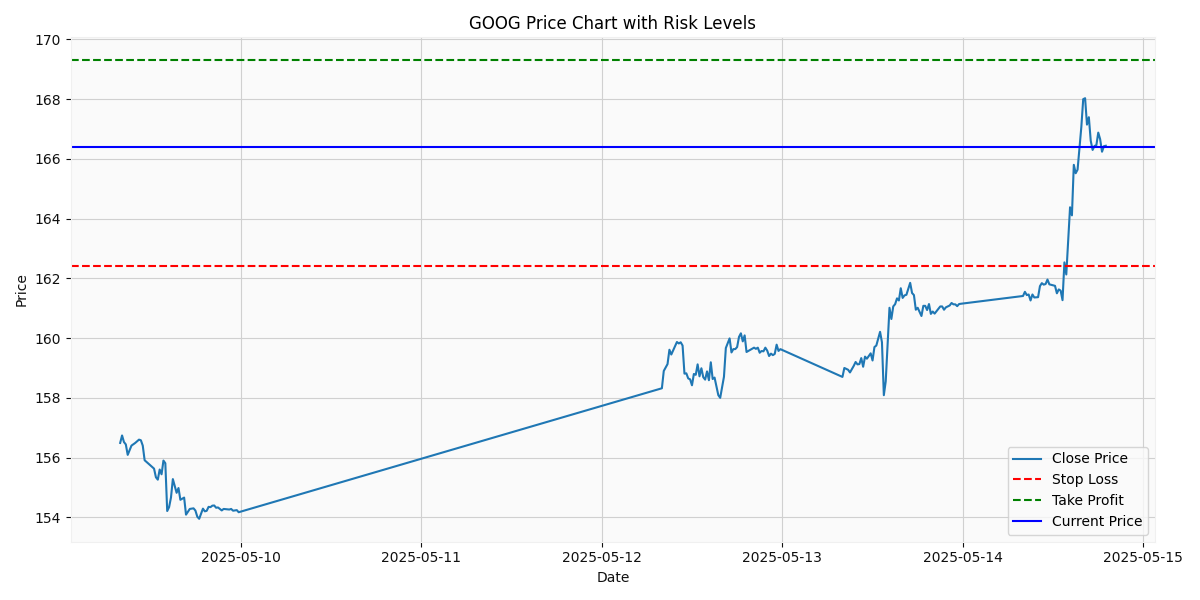 GOOG Price Chart with Risk Levels
170
168
166
164
162
160
158
156
154
Price
2025-05-10
2025-05-11
2025-05-12
2025-05-13
2025-05-14
2025-05-15
Date
Close Price
Stop Loss
Take Profit
Current Price